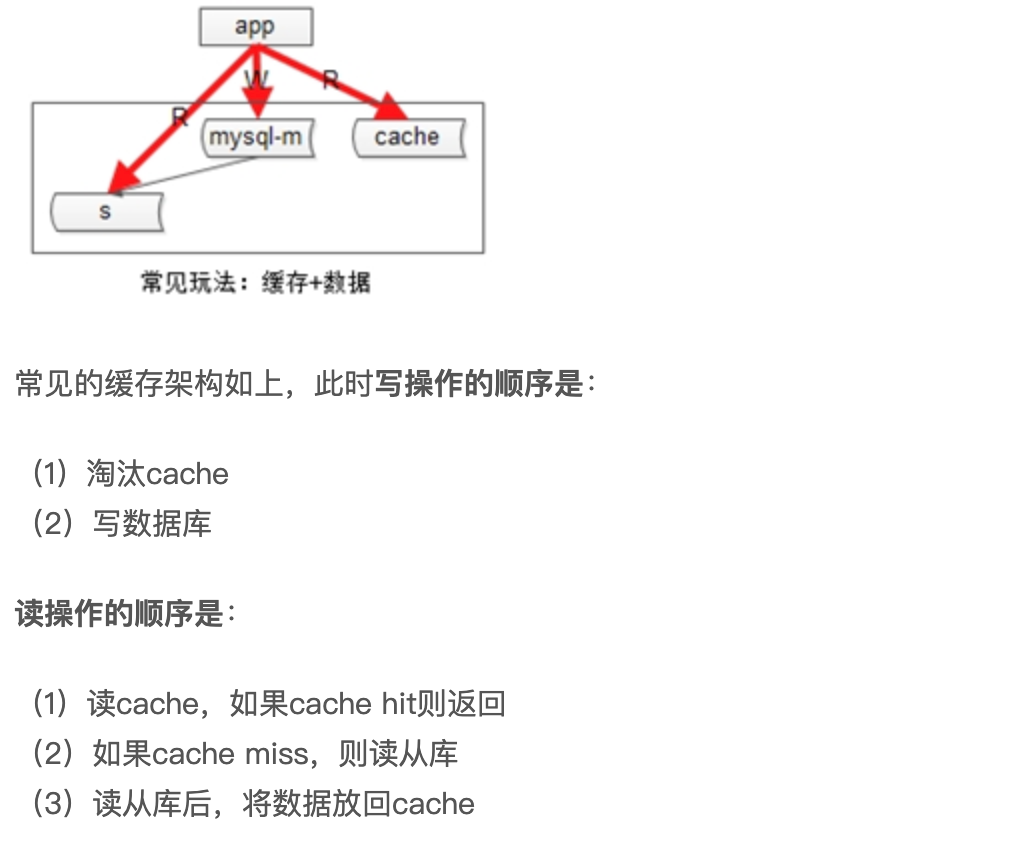 app
W
R
R
mysql-m
cache
s
常见玩法：缓存+数据
常见的缓存架构如上，此时写操作的顺序是：
（1）淘汰cache
（2）写数据库
读操作的顺序是：
（1）读cache，如果cache hit则返回
（2）如果cache miss，则读从库
（3）读从库后，将数据放回cache